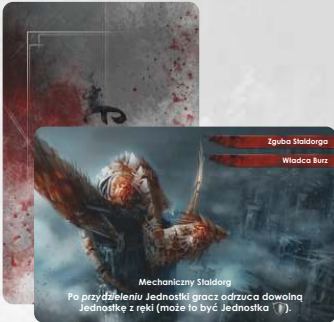 Zguba Staldorga
Władca Burz
Mechaniczny Staldorg
Po przydzieleniu Jednostki gracz odrzuca dowolną
Jednostkę z ręki (może to być Jednostka ).